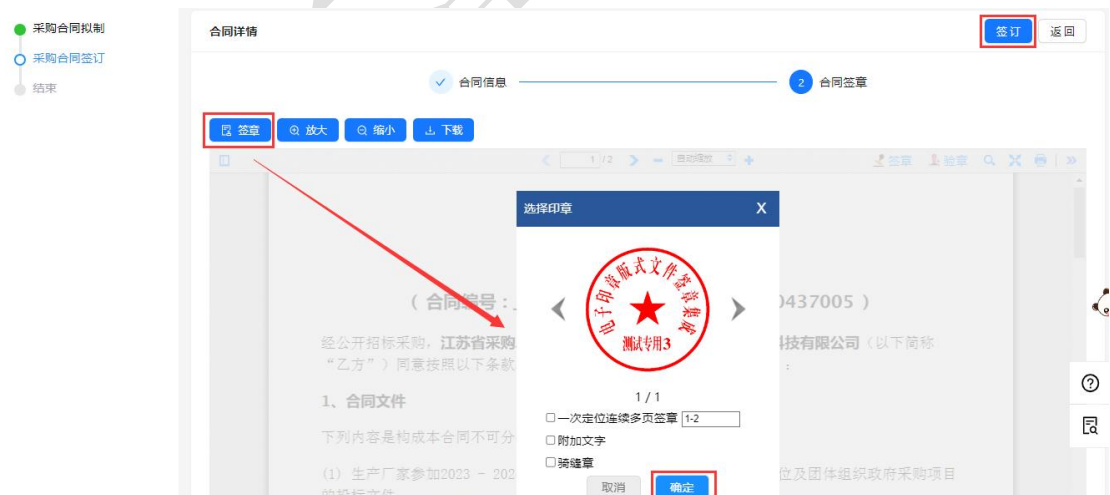 采购合同拟制
采购合同签订
结束
合同详情
签订
返回
合同信息
2 合同签章
签章
放大
缩小
下载
1 / 2
自动缩放
签章
验章
选择印章
X
电子印章版式文件签章集成
测试专用3
1 / 1
一次定位连续多页签章 1-2
附加文字
骑缝章
取消
确定
( 合同编号:
0437005 )
经公开招标采购,江苏省采购
科技有限公司(以下简称
“乙方”)同意按照以下条款
:
1、合同文件
下列内容是构成本合同不可分
(1) 生产厂家参加2023 - 202
位及团体组织政府采购项目
的投标文件